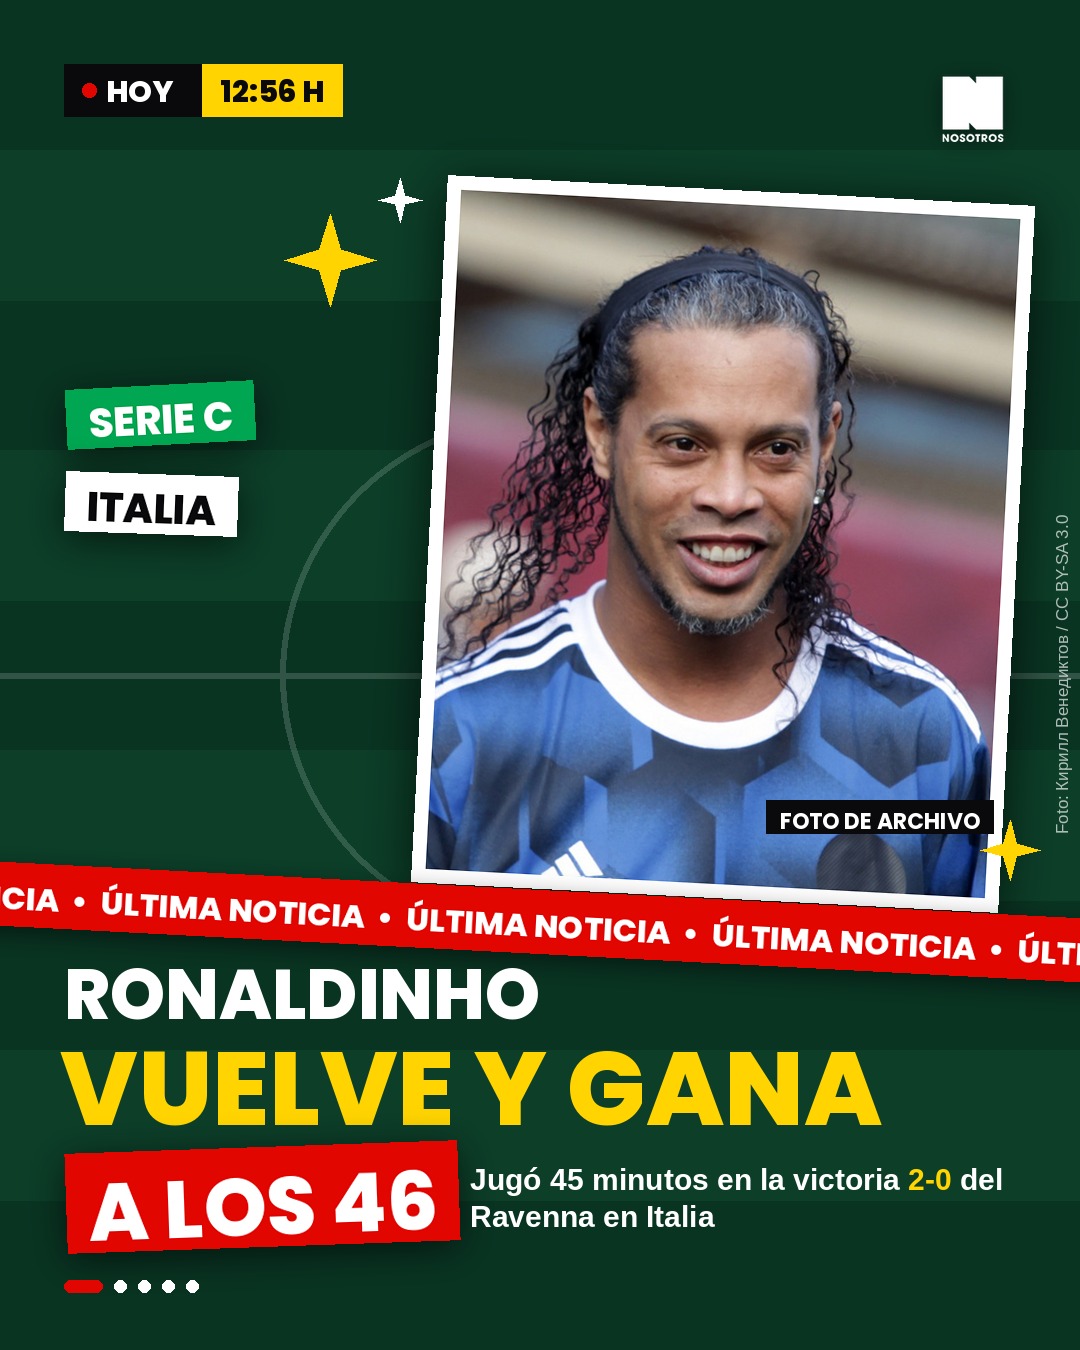 HOY 12:56 H
NOSOTROS
SERIE C
ITALIA
Foto: Кирилл Венедиктов / CC BY-SA 3.0
FOTO DE ARCHIVO
ICIA • ÚLTIMA NOTICIA • ÚLTIMA NOTICIA • ÚLTIMA NOTICIA • ÚLTI
RONALDINHO
VUELVE Y GANA
A LOS 46
Jugó 45 minutos en la victoria 2-0 del
Ravenna en Italia